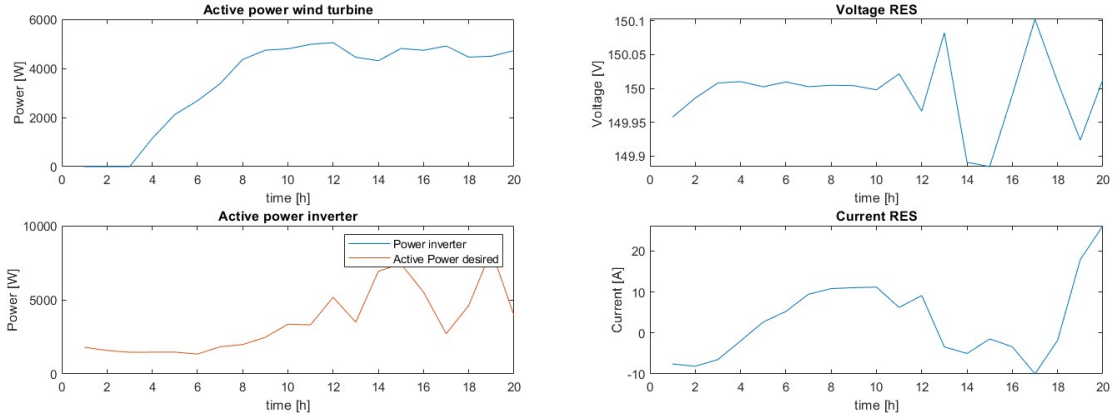 Active power wind turbine
6000
4000
2000
0
Power [W]
0 2 4 6 8 10 12 14 16 18 20
time [h]
Voltage RES
150.1
150.05
150
149.95
149.9
Voltage [V]
0 2 4 6 8 10 12 14 16 18 20
time [h]
Active power inverter
10000
5000
0
Power [W]
Power inverter
Active Power desired
0 2 4 6 8 10 12 14 16 18 20
time [h]
Current RES
20
10
0
-10
Current [A]
0 2 4 6 8 10 12 14 16 18 20
time [h]